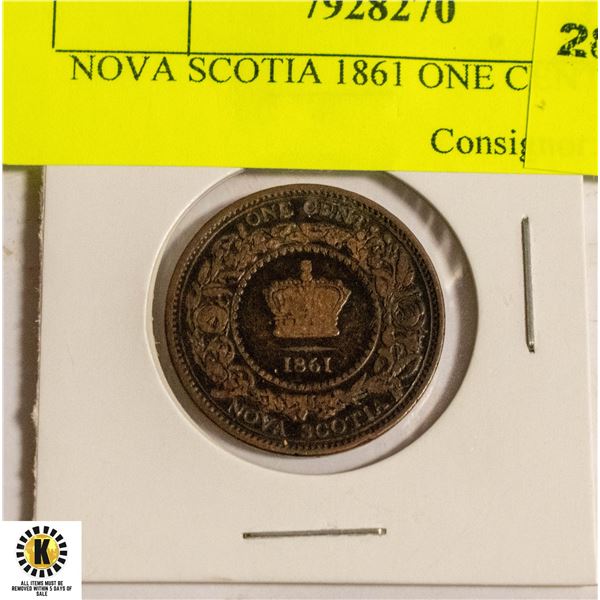 7928270
28
NOVA SCOTIA 1861 ONE CENT
Consignor:
ONE CENT
1861
NOVA SCOTIA
K
ALL ITEMS MUST BE
REMOVED WITHIN 5 DAYS OF
SALE